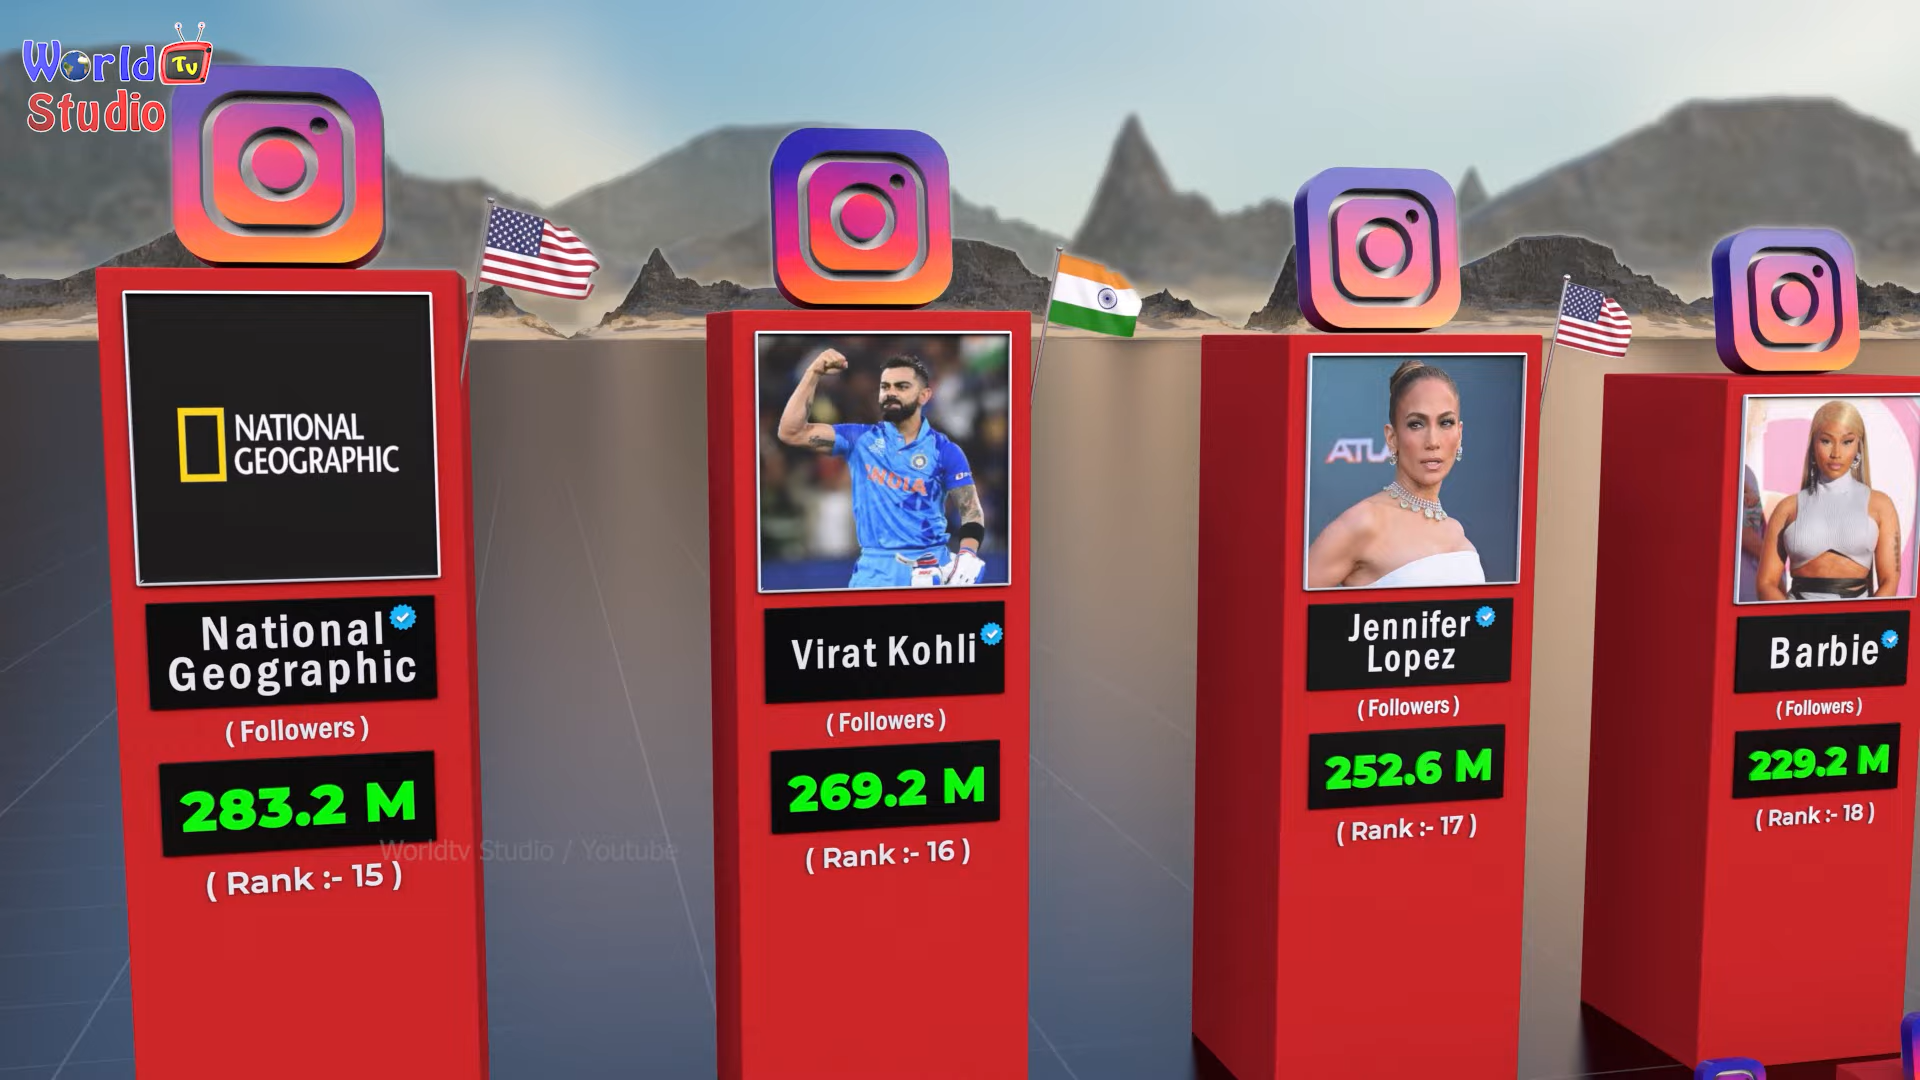 World Tv
Studio
NATIONAL
GEOGRAPHIC
National
Geographic
( Followers )
283.2 M
( Rank :- 15 )
INDIA
Virat Kohli
( Followers )
269.2 M
( Rank :- 16 )
ATLA
Jennifer
Lopez
( Followers )
252.6 M
( Rank :- 17 )
Barbie
( Followers )
229.2 M
( Rank :- 18 )
Worldtv Studio / Youtube